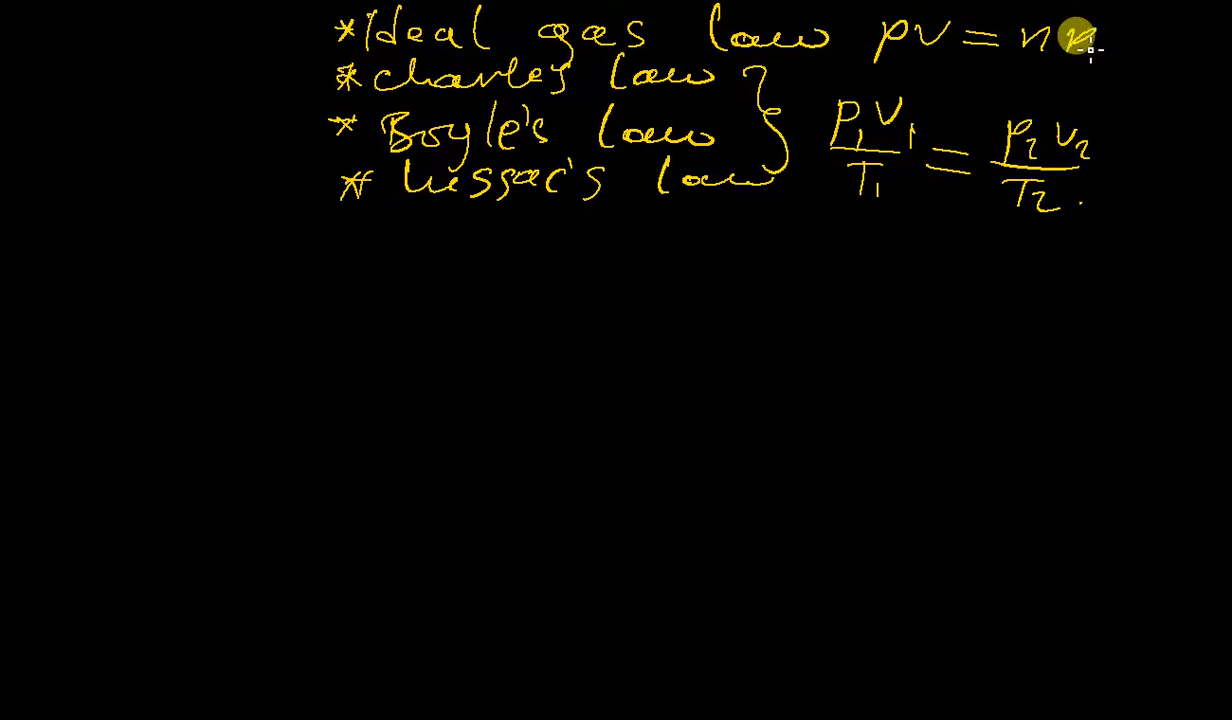 *Ideal gas law PV = n
*Charles law
* Boyle's law } P1V1/T1 = P2V2/T2.
* lussac's law